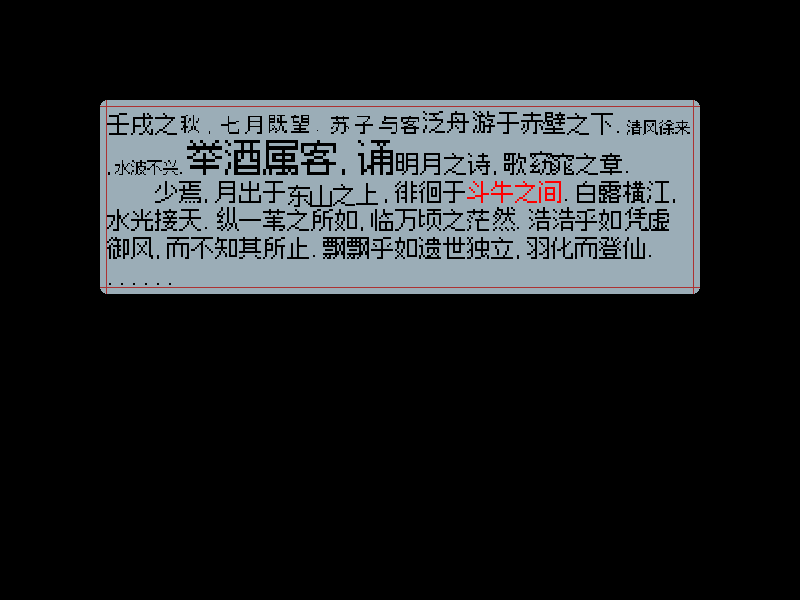 壬戌之秋，七月既望．苏子与客泛舟游于赤壁之下．清风徐来
，水波不兴．举酒属客，诵明月之诗，歌窈窕之章．
少焉，月出于东山之上，徘徊于斗牛之间．白露横江，
水光接天．纵一苇之所如，临万顷之茫然．浩浩乎如凭虚
御风，而不知其所止．飘飘乎如遗世独立，羽化而登仙．
．．．．．．